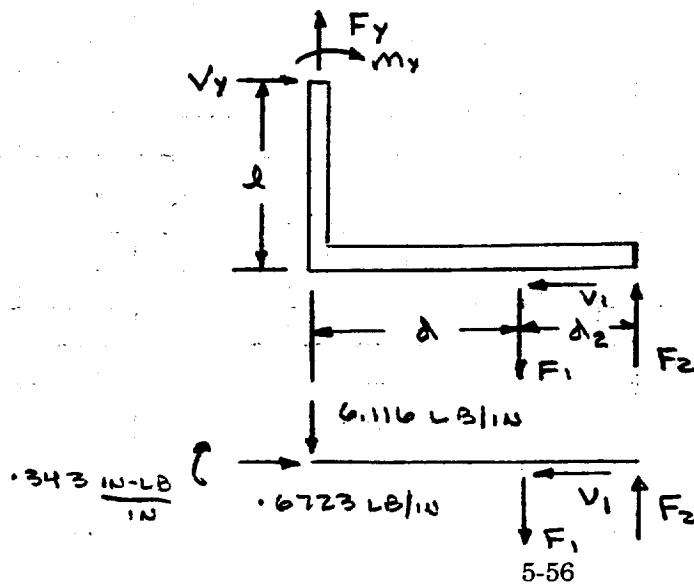 Fy
my
Vy
l
V₁
d
d₂
F₁
F₂
6.116 LB/IN
.343 IN-LB
IN
.6723 LB/IN
V₁
F₂
F₁
5-56